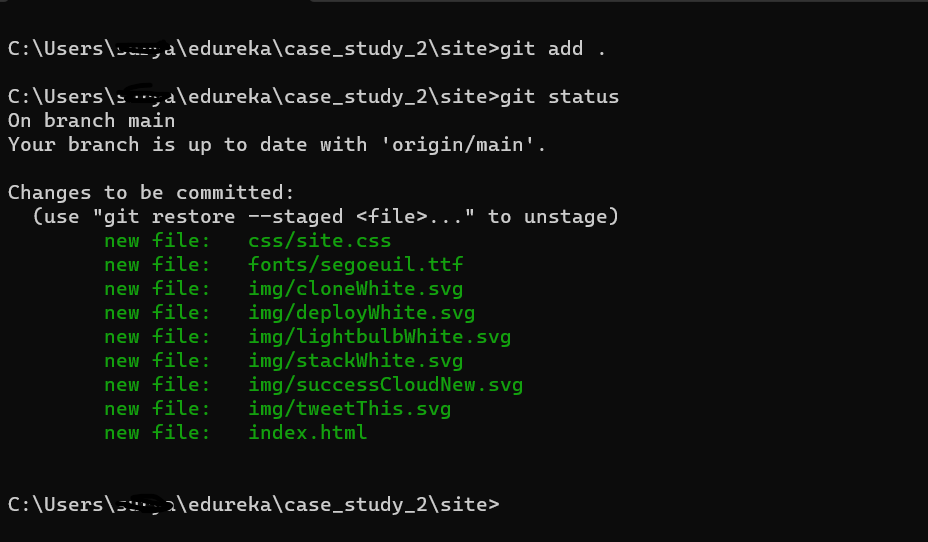 C:\Users\ \edureka\case_study_2\site>git add .
C:\Users\ \edureka\case_study_2\site>git status
On branch main
Your branch is up to date with 'origin/main'.
Changes to be committed:
(use "git restore --staged <file>..." to unstage)
new file: css/site.css
new file: fonts/segoeuil.ttf
new file: img/cloneWhite.svg
new file: img/deployWhite.svg
new file: img/lightbulbWhite.svg
new file: img/stackWhite.svg
new file: img/successCloudNew.svg
new file: img/tweetThis.svg
new file: index.html
C:\Users\ \edureka\case_study_2\site>